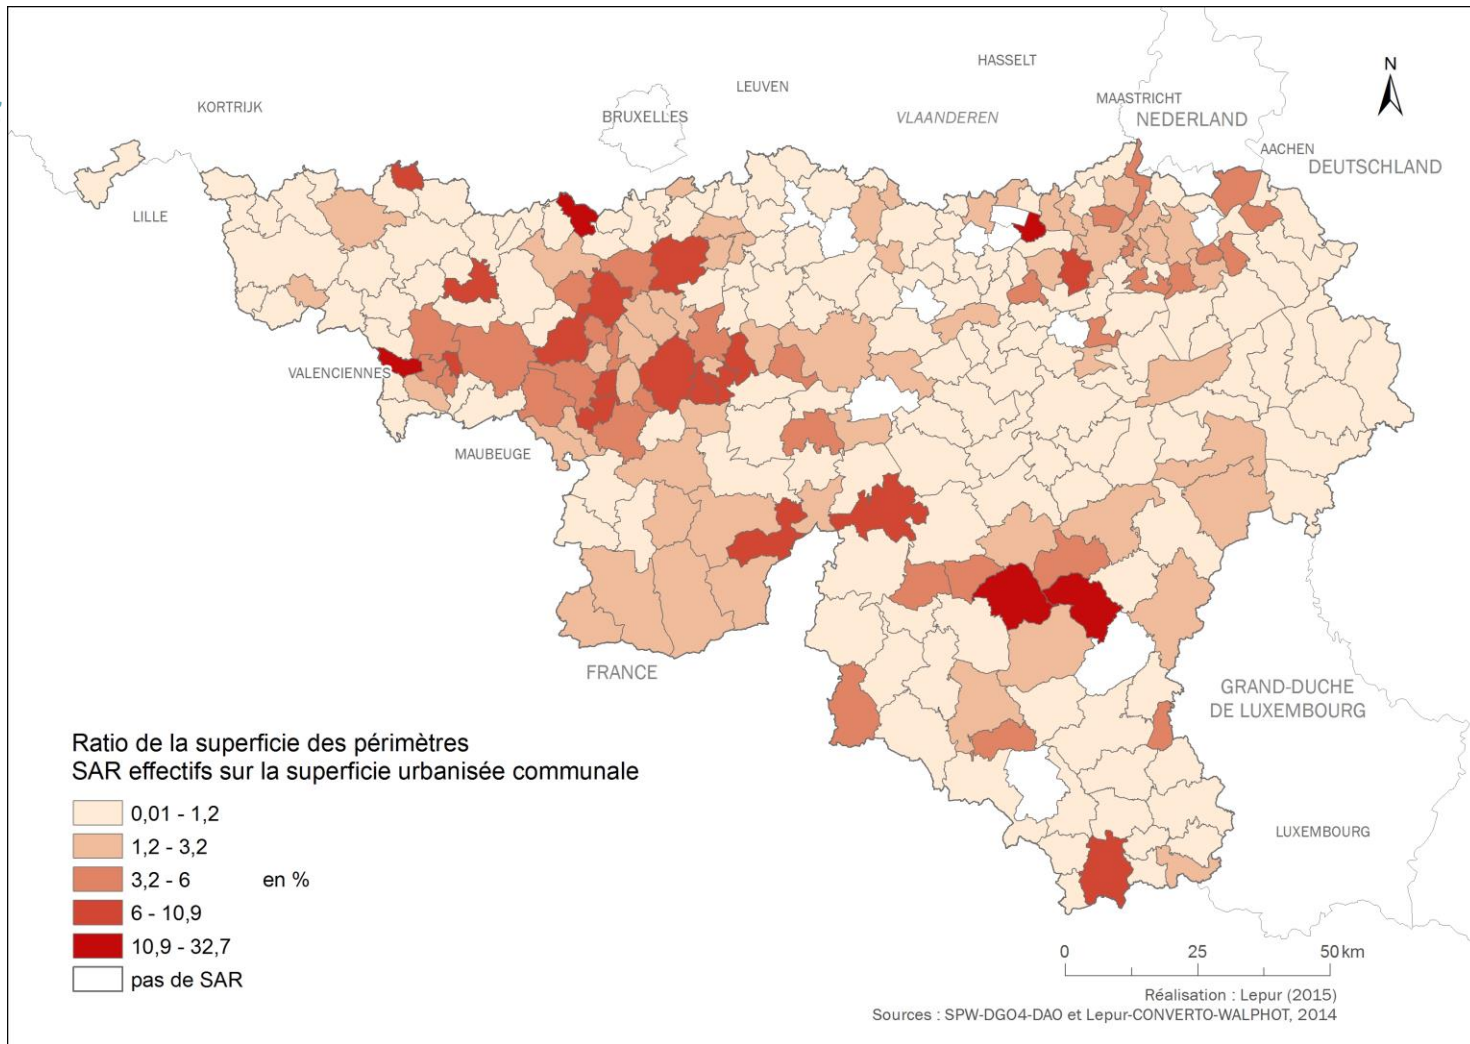 HASSELT
N
LEUVEN
MAASTRICHT
KORTRIJK
BRUXELLES
VLAANDEREN
NEDERLAND
AACHEN
DEUTSCHLAND
LILLE
VALENCIENNES
MAUBEUGE
FRANCE
GRAND-DUCHE
DE LUXEMBOURG
LUXEMBOURG
Ratio de la superficie des périmètres
SAR effectifs sur la superficie urbanisée communale
0,01 - 1,2
1,2 - 3,2
3,2 - 6 en %
6 - 10,9
10,9 - 32,7
pas de SAR
0 25 50 km
Réalisation : Lepur (2015)
Sources : SPW-DGO4-DAO et Lepur-CONVERTO-WALPHOT, 2014